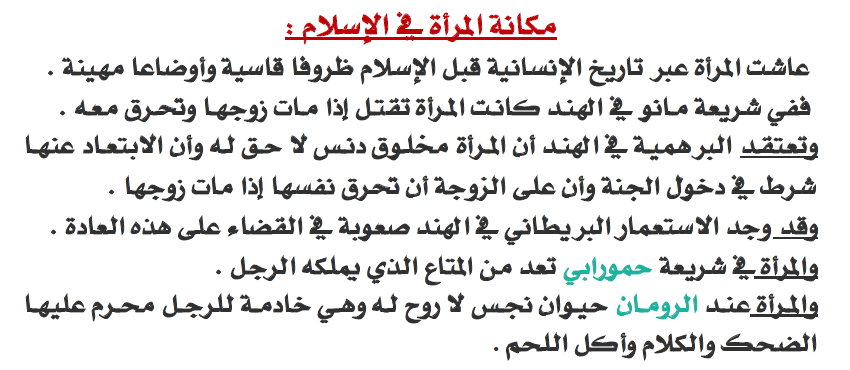 مكانة المرأة في الإسلام :
عاشت المرأة عبر تاريخ الإنسانية قبل الإسلام ظروفا قاسية وأوضاعا مهينة .
ففي شريعة مانو في الهند كانت المرأة تقتل إذا مات زوجها وتحرق معه .
وتعتقد البرهمية في الهند أن المرأة مخلوق دنس لا حق له وأن الابتعاد عنها
شرط في دخول الجنة وأن على الزوجة أن تحرق نفسها إذا مات زوجها .
وقد وجد الاستعمار البريطاني في الهند صعوبة في القضاء على هذه العادة .
والمرأة في شريعة حمورابي تعد من المتاع الذي يملكه الرجل .
والمرأة عند الرومان حيوان نجس لا روح له وهي خادمة للرجل محرم عليها
الضحك والكلام وأكل اللحم .